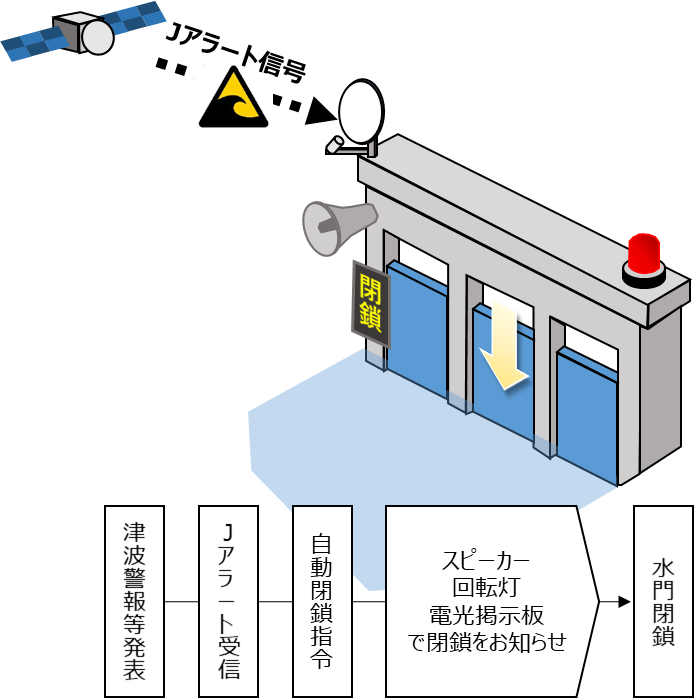 Jアラート信号
閉鎖
津波警報等発表
Jアラート受信
自動閉鎖指令
スピーカー
回転灯
電光掲示板
で閉鎖をお知らせ
水門閉鎖